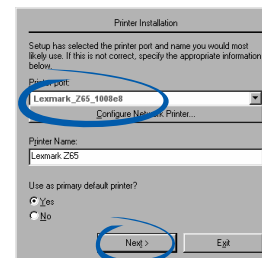 Printer Installation
Setup has selected the printer port and name you would most
likely use. If this is not correct, specify the appropriate information
below.
Printer port:
Lexmark_Z65_1008e8
Configure Network Printer...
Printer Name:
Lexmark Z65
Use as primary default printer?
Yes
No
Next >
Exit